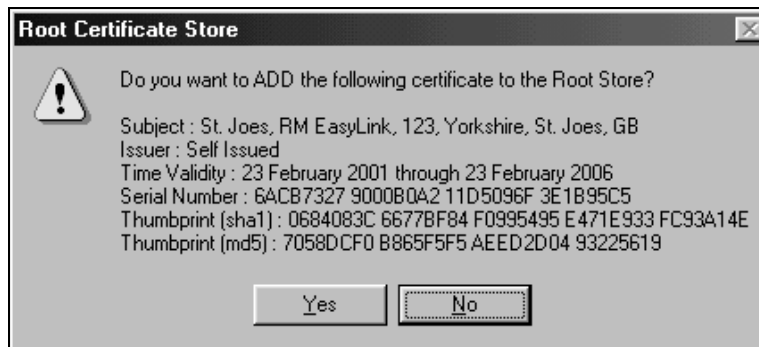 Root Certificate Store
Do you want to ADD the following certificate to the Root Store?
Subject : St. Joes, RM EasyLink, 123, Yorkshire, St. Joes, GB
Issuer : Self Issued
Time Validity : 23 February 2001 through 23 February 2006
Serial Number : 6ACB7327 9000B0A2 11D5096F 3E1B95C5
Thumbprint (sha1) : 0684083C 6677BF84 F0995495 E471E933 FC93A14E
Thumbprint (md5) : 7058DCF0 B865F5F5 AEED2D04 93225619
Yes No